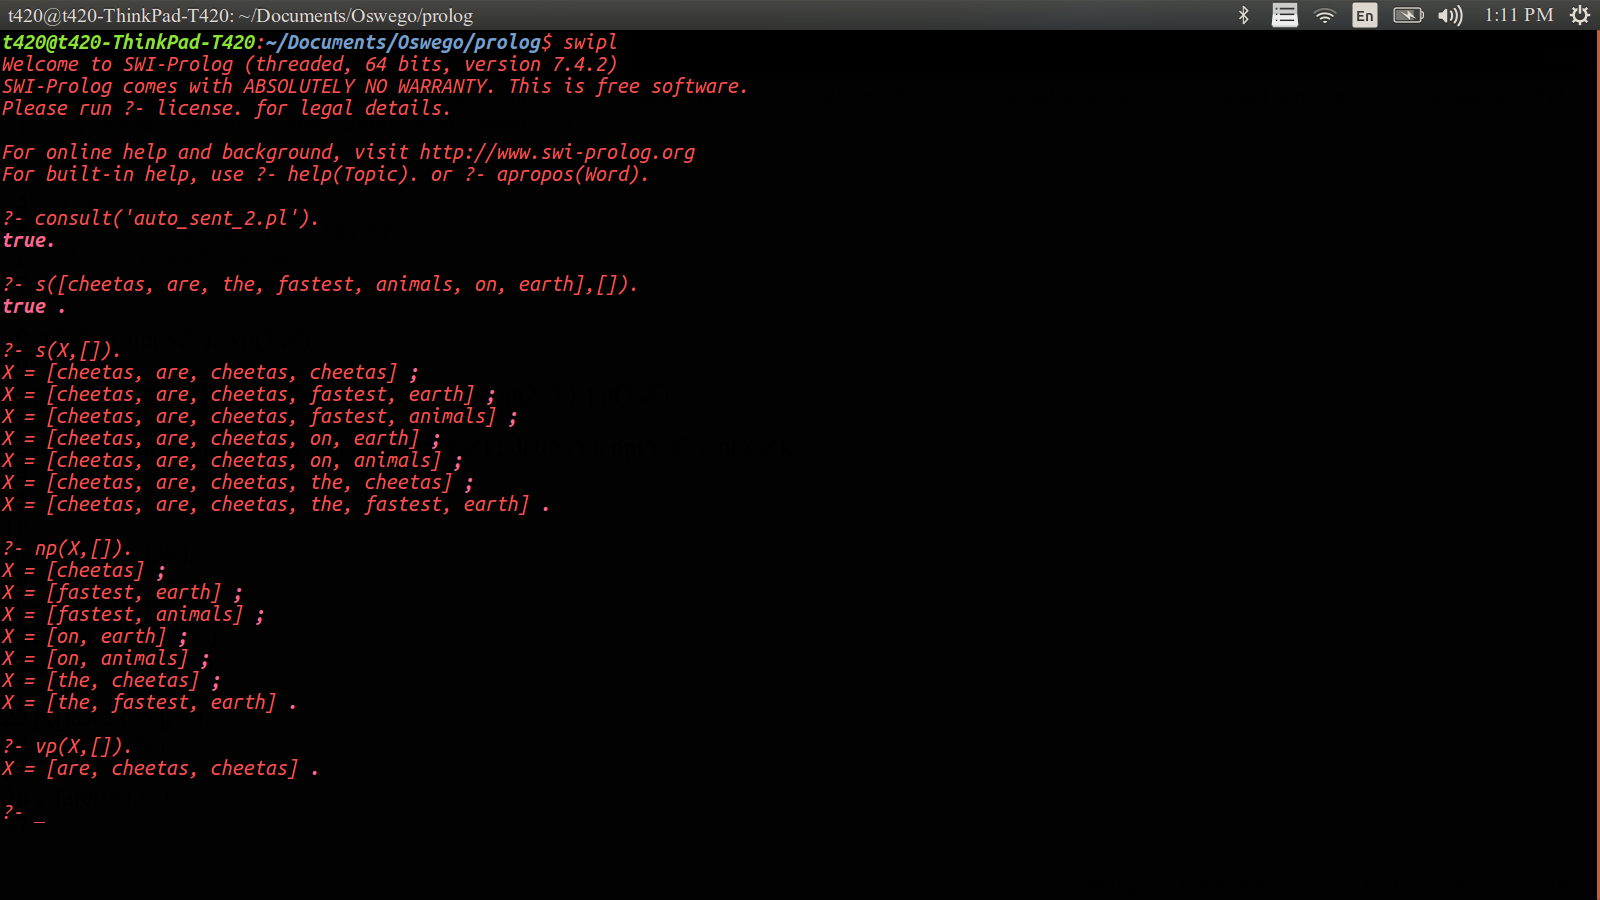 t420@t420-ThinkPad-T420: ~/Documents/Oswego/prolog
En
1:11 PM
t420@t420-ThinkPad-T420:~/Documents/Oswego/prolog$ swipl
Welcome to SWI-Prolog (threaded, 64 bits, version 7.4.2)
SWI-Prolog comes with ABSOLUTELY NO WARRANTY. This is free software.
Please run ?- license. for legal details.
For online help and background, visit http://www.swi-prolog.org
For built-in help, use ?- help(Topic). or ?- apropos(Word).
?- consult('auto_sent_2.pl').
true.
?- s([cheetas, are, the, fastest, animals, on, earth],[]).
true .
?- s(X,[]).
X = [cheetas, are, cheetas, cheetas] ;
X = [cheetas, are, cheetas, fastest, earth] ;
X = [cheetas, are, cheetas, fastest, animals] ;
X = [cheetas, are, cheetas, on, earth] ;
X = [cheetas, are, cheetas, on, animals] ;
X = [cheetas, are, cheetas, the, cheetas] ;
X = [cheetas, are, cheetas, the, fastest, earth] .
?- np(X,[]).
X = [cheetas] ;
X = [fastest, earth] ;
X = [fastest, animals] ;
X = [on, earth] ;
X = [on, animals] ;
X = [the, cheetas] ;
X = [the, fastest, earth] .
?- vp(X,[]).
X = [are, cheetas, cheetas] .
?- _